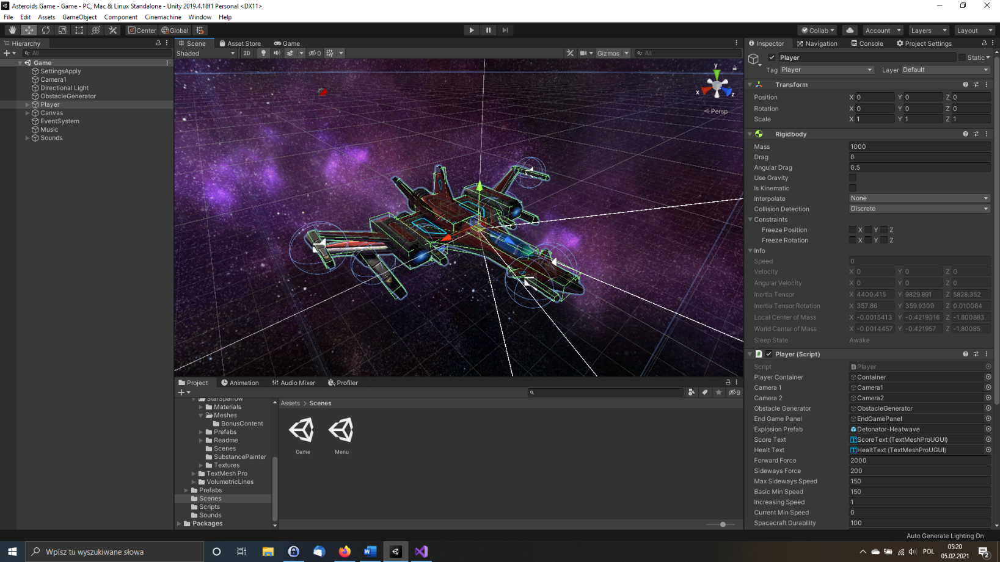 Asteroids Game - Game - PC, Mac & Linux Standalone - Unity 2019.4.18f1 Personal <DX11>
File Edit Assets GameObject Component Cinemachine Window Help
Center Global Collab Account Layers Layout
Hierarchy
All
Game
SettingsApply
Camera1
Directional Light
ObstacleGenerator
Player
Canvas
EventSystem
Music
Sounds
Scene Asset Store Game
Shaded 2D 0 Gizmos All
y
x
z
Persp
Project Animation Audio Mixer Profiler
9
StarSparrow
Materials
Meshes
BonusContent
Prefabs
Readme
Scenes
SubstancePainter
Textures
TextMesh Pro
VolumetricLines
Prefabs
Scenes
Scripts
Sounds
Packages
Assets > Scenes
Game Menu
Inspector Navigation Console Project Settings
Player Static
Tag Player Layer Default
Transform
Position X 0 Y 0 Z 0
Rotation X 0 Y 0 Z 0
Scale X 1 Y 1 Z 1
Rigidbody
Mass 1000
Drag 0
Angular Drag 0.5
Use Gravity
Is Kinematic
Interpolate None
Collision Detection Discrete
Constraints
Freeze Position X Y Z
Freeze Rotation X Y Z
Info
Speed 0
Velocity X 0 Y 0 Z 0
Angular Velocity X 0 Y 0 Z 0
Inertia Tensor X 4400.415 Y 9829.891 Z 5828.352
Inertia Tensor Rotation X 357.86 Y 359.9309 Z 0.010084
Local Center of Mass X -0.0015413 Y -0.4219316 Z -1.800883
World Center of Mass X -0.0014457 Y -0.421957 Z -1.80085
Sleep State Awake
Player (Script)
Script Player
Player Container Container
Camera 1 Camera1
Camera 2 Camera2
Obstacle Generator ObstacleGenerator
End Game Panel EndGamePanel
Explosion Prefab Detonator-Heatwave
Score Text ScoreText (TextMeshProUGUI)
Healt Text HealtText (TextMeshProUGUI)
Forward Force 2000
Sideways Force 200
Max Sideways Speed 150
Basic Min Speed 150
Increasing Speed 1
Current Min Speed 0
Spacecraft Durability 100
Auto Generate Lighting On
Wpisz tu wyszukiwane słowa
POL
05:20
05.02.2021
2